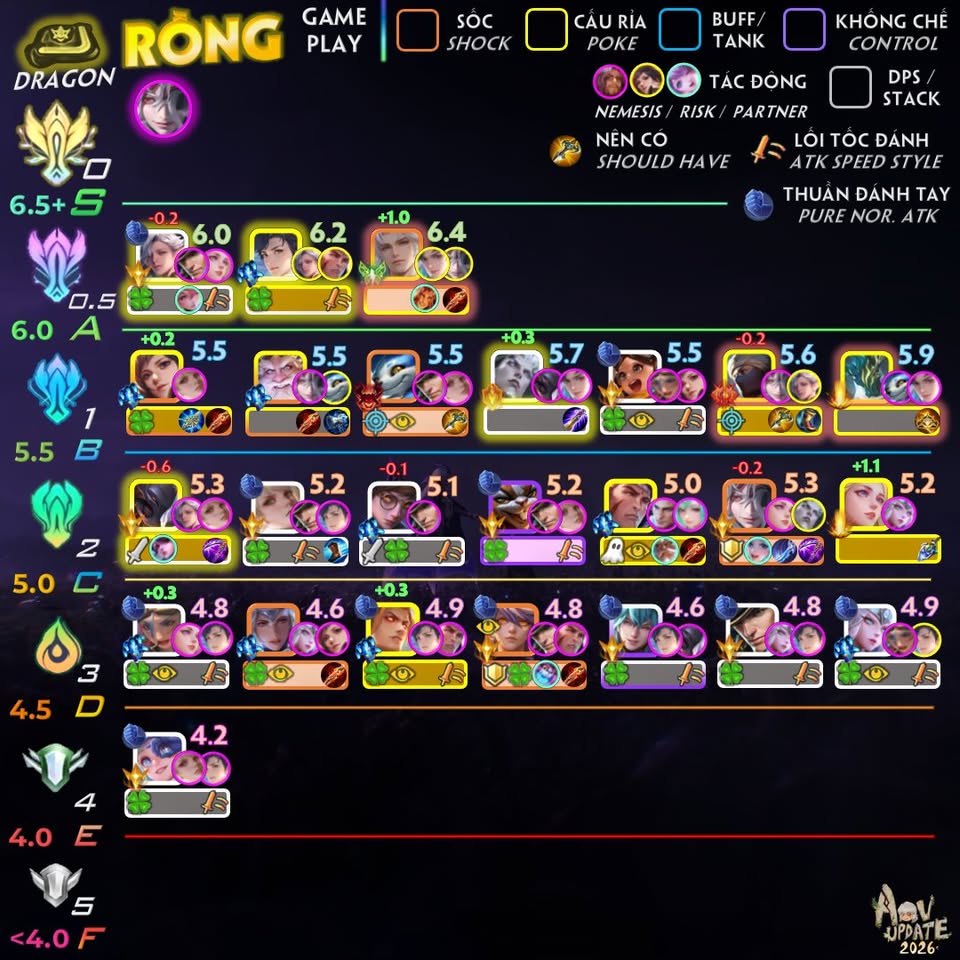 RỒNG
DRAGON
GAME PLAY
SỐC
SHOCK
CẤU RỈA
POKE
BUFF/
TANK
KHỐNG CHẾ
CONTROL
TÁC ĐỘNG
NEMESIS / RISK / PARTNER
DPS /
STACK
NÊN CÓ
SHOULD HAVE
LỐI TỐC ĐÁNH
ATK SPEED STYLE
THUẦN ĐÁNH TAY
PURE NOR. ATK
0
6.5+ S
-0.2 6.0
6.2
+1.0 6.4
0.5
6.0 A
+0.2 5.5
5.5
5.5
+0.3 5.7
5.5
-0.2 5.6
5.9
1
5.5 B
-0.6 5.3
5.2
-0.1 5.1
5.2
5.0
-0.2 5.3
+1.1 5.2
2
5.0 C
+0.3 4.8
4.6
+0.3 4.9
4.8
4.6
4.8
4.9
3
4.5 D
4.2
4
4.0 E
5
<4.0 F
AOV
UPDATE
2026